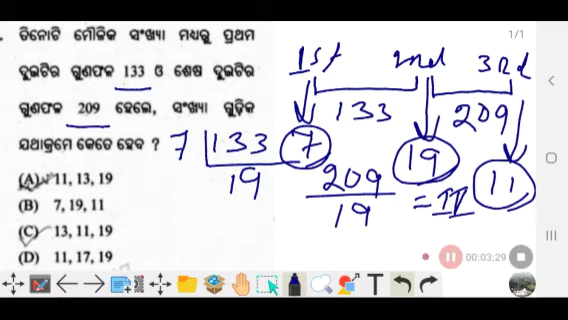 ତିନୋଟି ମୌଳିକ ସଂଖ୍ୟା ମଧ୍ୟରୁ ପ୍ରଥମ
ଦୁଇଟିର ଗୁଣଫଳ 133 ଓ ଶେଷ ଦୁଇଟିର
ଗୁଣଫଳ 209 ହେଲେ, ସଂଖ୍ୟା ଗୁଡ଼ିକ
ଯଥାକ୍ରମେ କେତେ ହେବ ?
(A) 11, 13, 19
(B) 7, 19, 11
(C) 13, 11, 19
(D) 11, 17, 19
1st 2nd 3rd
133 209
7 133 7
19
209
19
= 11
19
11
1/1
00:03:29
T